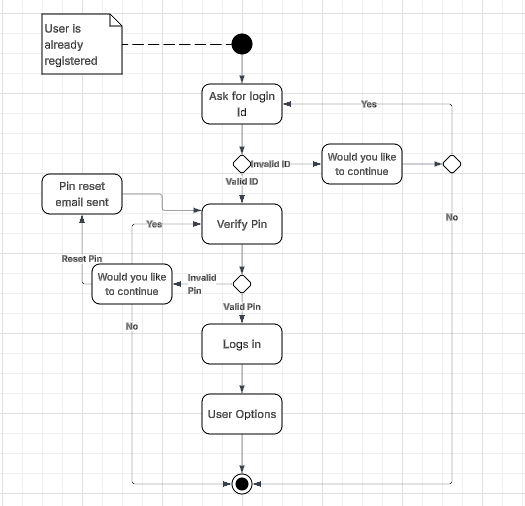 User is
already
registered
Ask for login
Id
Yes
Invalid ID
Would you like
to continue
Valid ID
Pin reset
email sent
Verify Pin
Yes
No
Reset Pin
Would you like
to continue
Invalid
Pin
Valid Pin
No
Logs in
User Options